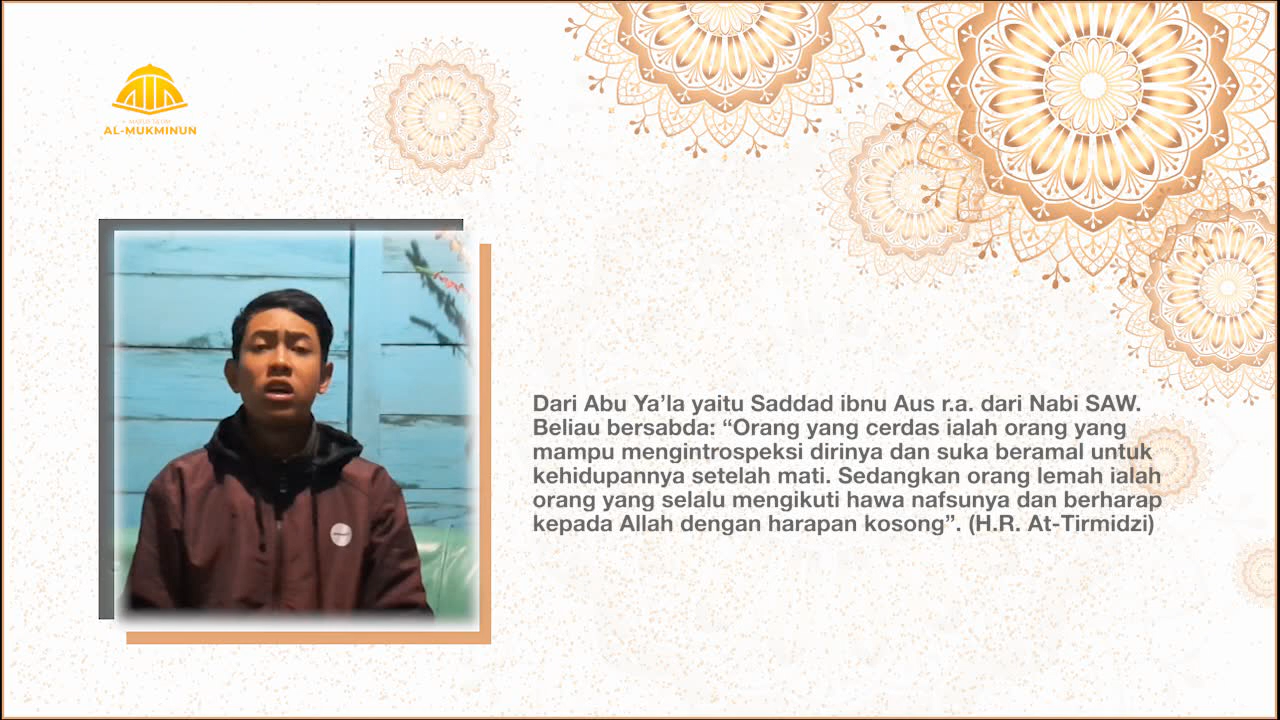 AL-MUKMINUN
Dari Abu Ya’la yaitu Saddad ibnu Aus r.a. dari Nabi SAW.
Beliau bersabda: “Orang yang cerdas ialah orang yang
mampu mengintrospeksi dirinya dan suka beramal untuk
kehidupannya setelah mati. Sedangkan orang lemah ialah
orang yang selalu mengikuti hawa nafsunya dan berharap
kepada Allah dengan harapan kosong”. (H.R. At-Tirmidzi)